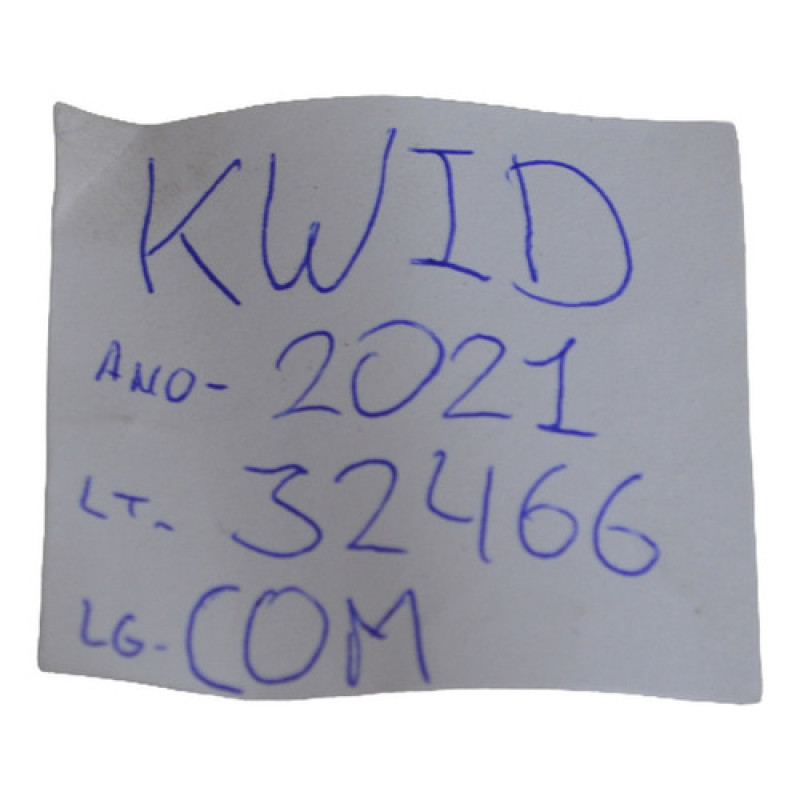 KWID
ANO- 2021
LT- 32466
LG- COM